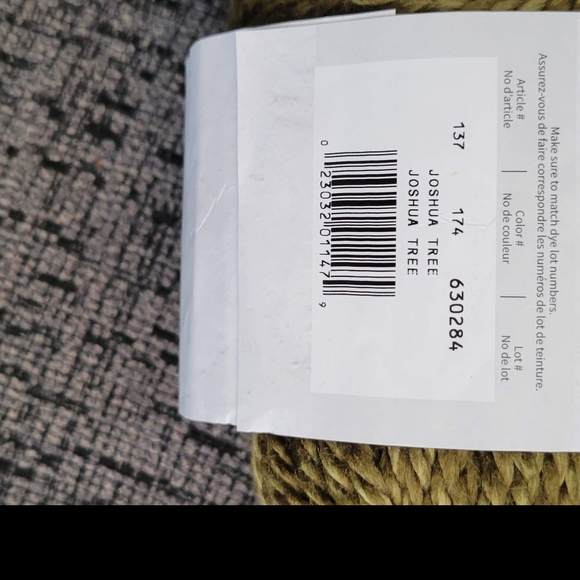 Make sure to match dye lot numbers.
Assurez-vous de faire correspondre les numéros de lot de teinture.
Article # | Color # | Lot #
No d'article | No de couleur | No de lot
137 174 630284
JOSHUA TREE
JOSHUA TREE
0 23032 01147 9